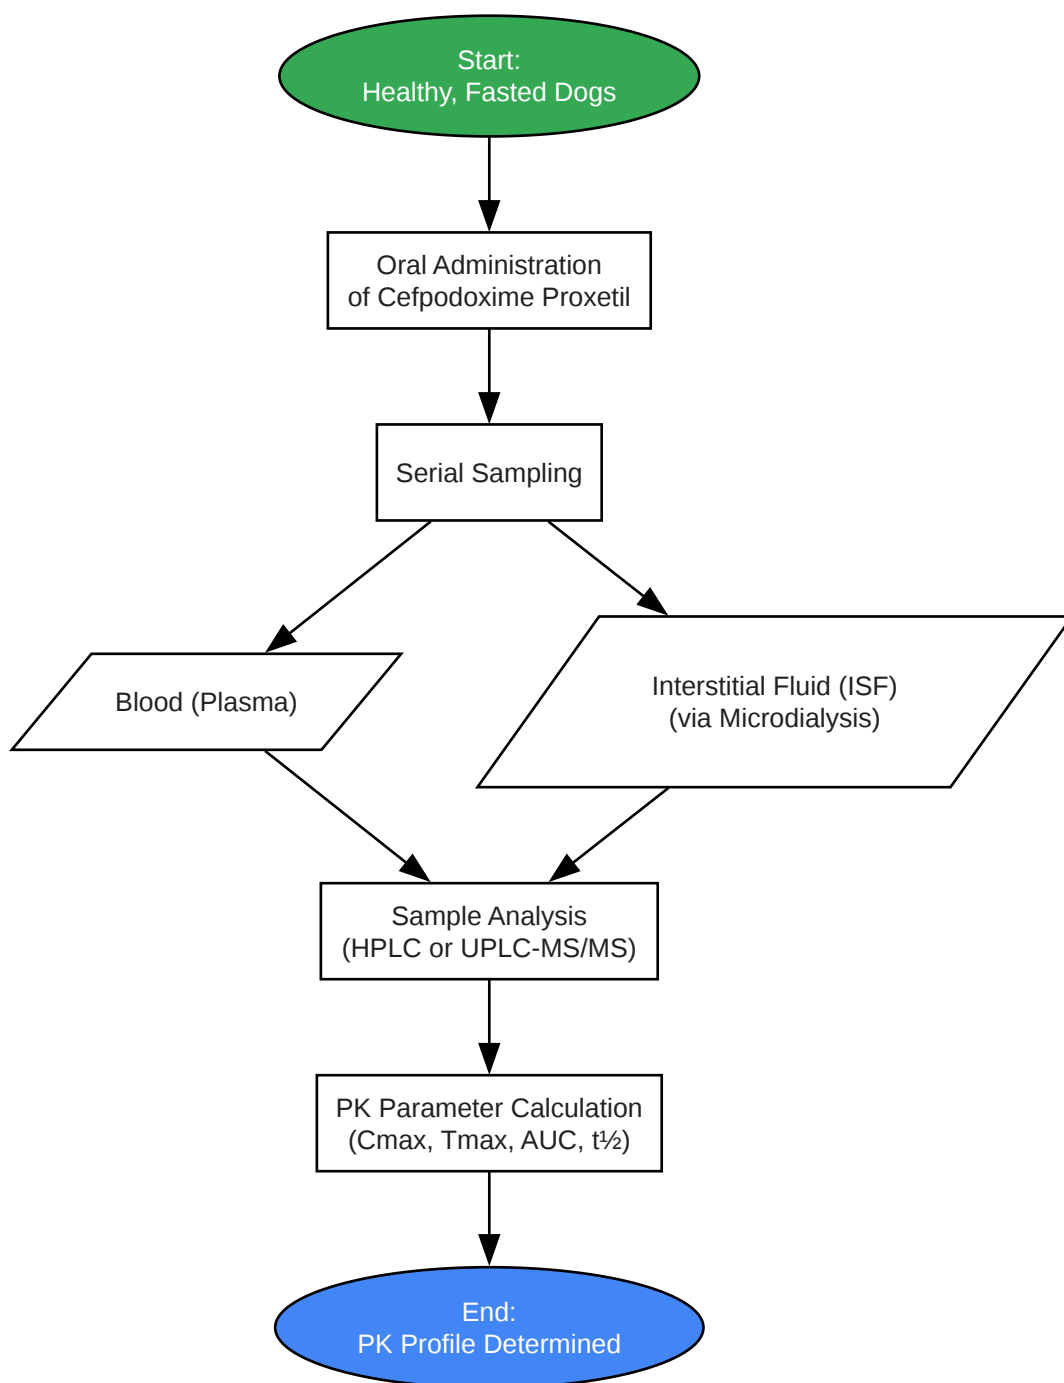 Start:
Healthy, Fasted Dogs
Oral Administration
of Cefpodoxime Proxetil
Serial Sampling
Blood (Plasma)
Interstitial Fluid (ISF)
(via Microdialysis)
Sample Analysis
(HPLC or UPLC-MS/MS)
PK Parameter Calculation
(Cmax, Tmax, AUC, t½)
End:
PK Profile Determined